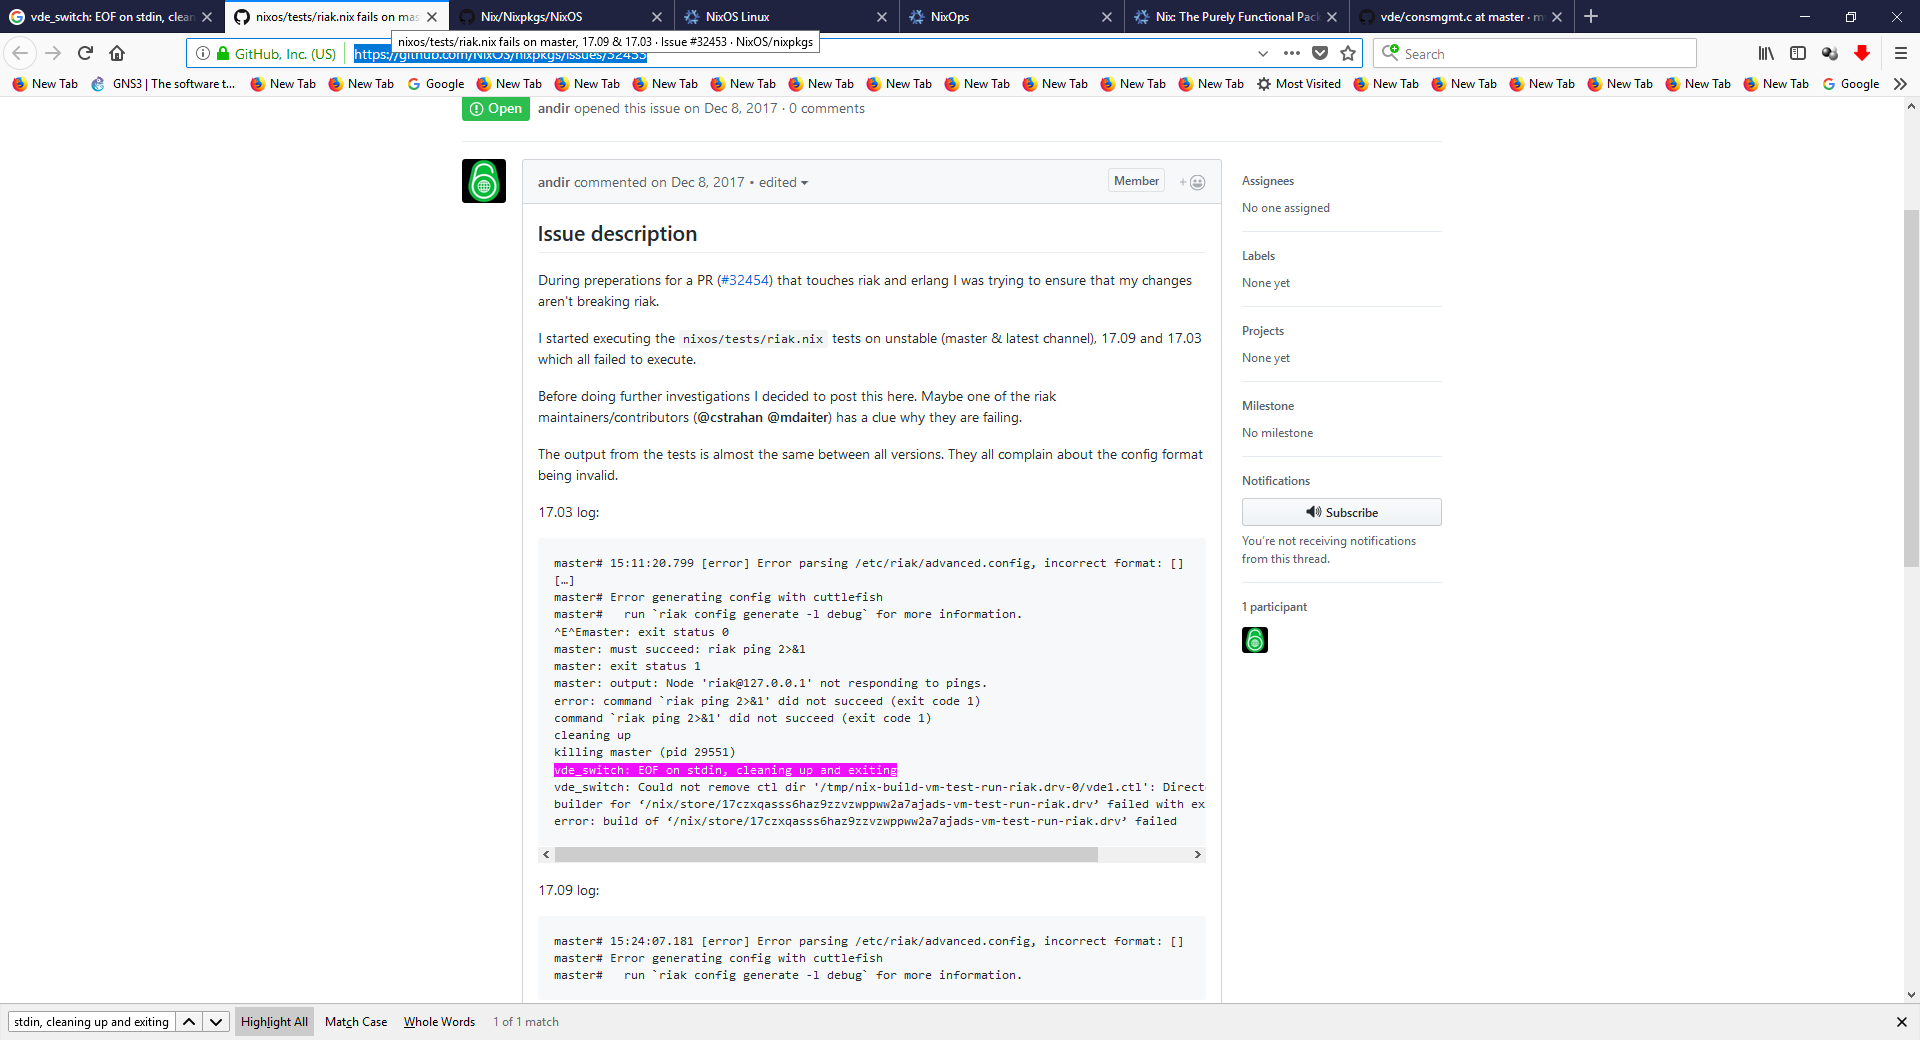 vde_switch: EOF on stdin, clean
nixos/tests/riak.nix fails on mas
Nix/Nixpkgs/NixOS
NixOS Linux
NixOps
Nix: The Purely Functional Pac
vde/consmgmt.c at master · m
nixos/tests/riak.nix fails on master, 17.09 & 17.03 · Issue #32453 · NixOS/nixpkgs
GitHub, Inc. (US)
https://github.com/NixOS/nixpkgs/issues/32453
Search
New Tab
GNS3 | The software t...
New Tab
New Tab
Google
New Tab
New Tab
New Tab
New Tab
New Tab
New Tab
New Tab
New Tab
New Tab
New Tab
Most Visited
New Tab
New Tab
New Tab
New Tab
New Tab
New Tab
Google
Open
andir opened this issue on Dec 8, 2017 · 0 comments
andir commented on Dec 8, 2017 • edited
Member
Issue description
During preperations for a PR (#32454) that touches riak and erlang I was trying to ensure that my changes
aren't breaking riak.
I started executing the nixos/tests/riak.nix tests on unstable (master & latest channel), 17.09 and 17.03
which all failed to execute.
Before doing further investigations I decided to post this here. Maybe one of the riak
maintainers/contributors (@cstrahan @mdaiter) has a clue why they are failing.
The output from the tests is almost the same between all versions. They all complain about the config format
being invalid.
17.03 log:
master# 15:11:20.799 [error] Error parsing /etc/riak/advanced.config, incorrect format: []
[…]
master# Error generating config with cuttlefish
master#   run `riak config generate -l debug` for more information.
^E^Emaster: exit status 0
master: must succeed: riak ping 2>&1
master: exit status 1
master: output: Node 'riak@127.0.0.1' not responding to pings.
error: command `riak ping 2>&1' did not succeed (exit code 1)
command `riak ping 2>&1' did not succeed (exit code 1)
cleaning up
killing master (pid 29551)
vde_switch: EOF on stdin, cleaning up and exiting
vde_switch: Could not remove ctl dir '/tmp/nix-build-vm-test-run-riak.drv-0/vde1.ctl': Direct
builder for ‘/nix/store/17czxqasss6haz9zzvzwppww2a7ajads-vm-test-run-riak.drv’ failed with ex
error: build of ‘/nix/store/17czxqasss6haz9zzvzwppww2a7ajads-vm-test-run-riak.drv’ failed
17.09 log:
master# 15:24:07.181 [error] Error parsing /etc/riak/advanced.config, incorrect format: []
master# Error generating config with cuttlefish
master#   run `riak config generate -l debug` for more information.
Assignees
No one assigned
Labels
None yet
Projects
None yet
Milestone
No milestone
Notifications
Subscribe
You're not receiving notifications
from this thread.
1 participant
stdin, cleaning up and exiting
Highlight All
Match Case
Whole Words
1 of 1 match